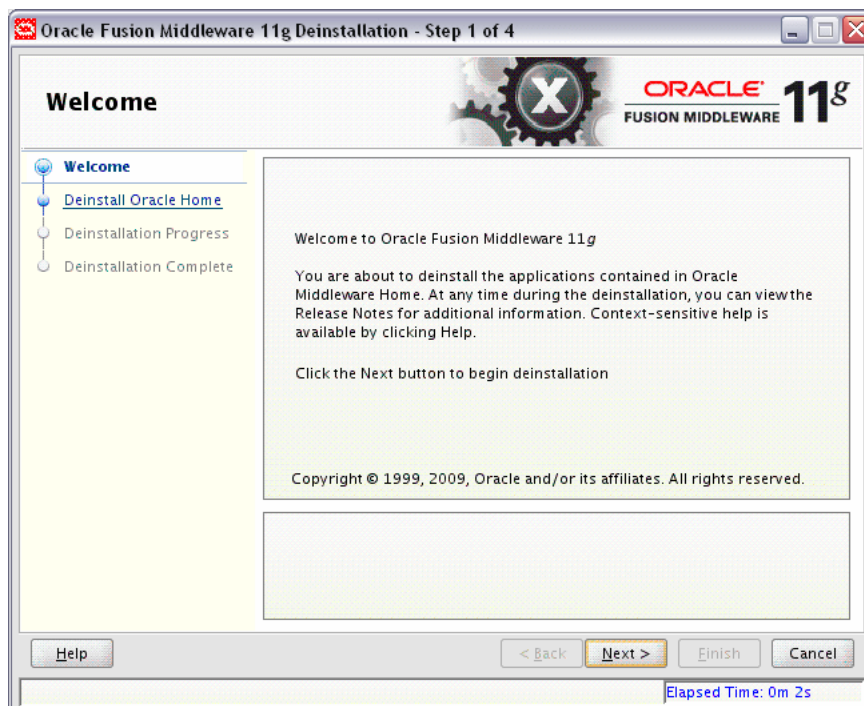 Oracle Fusion Middleware 11g Deinstallation - Step 1 of 4
Welcome
X
ORACLE®
FUSION MIDDLEWARE
11g
Welcome
Deinstall Oracle Home
Deinstallation Progress
Deinstallation Complete
Welcome to Oracle Fusion Middleware 11g
You are about to deinstall the applications contained in Oracle
Middleware Home. At any time during the deinstallation, you can view the
Release Notes for additional information. Context-sensitive help is
available by clicking Help.
Click the Next button to begin deinstallation
Copyright © 1999, 2009, Oracle and/or its affiliates. All rights reserved.
Help
< Back
Next >
Finish
Cancel
Elapsed Time: 0m 2s